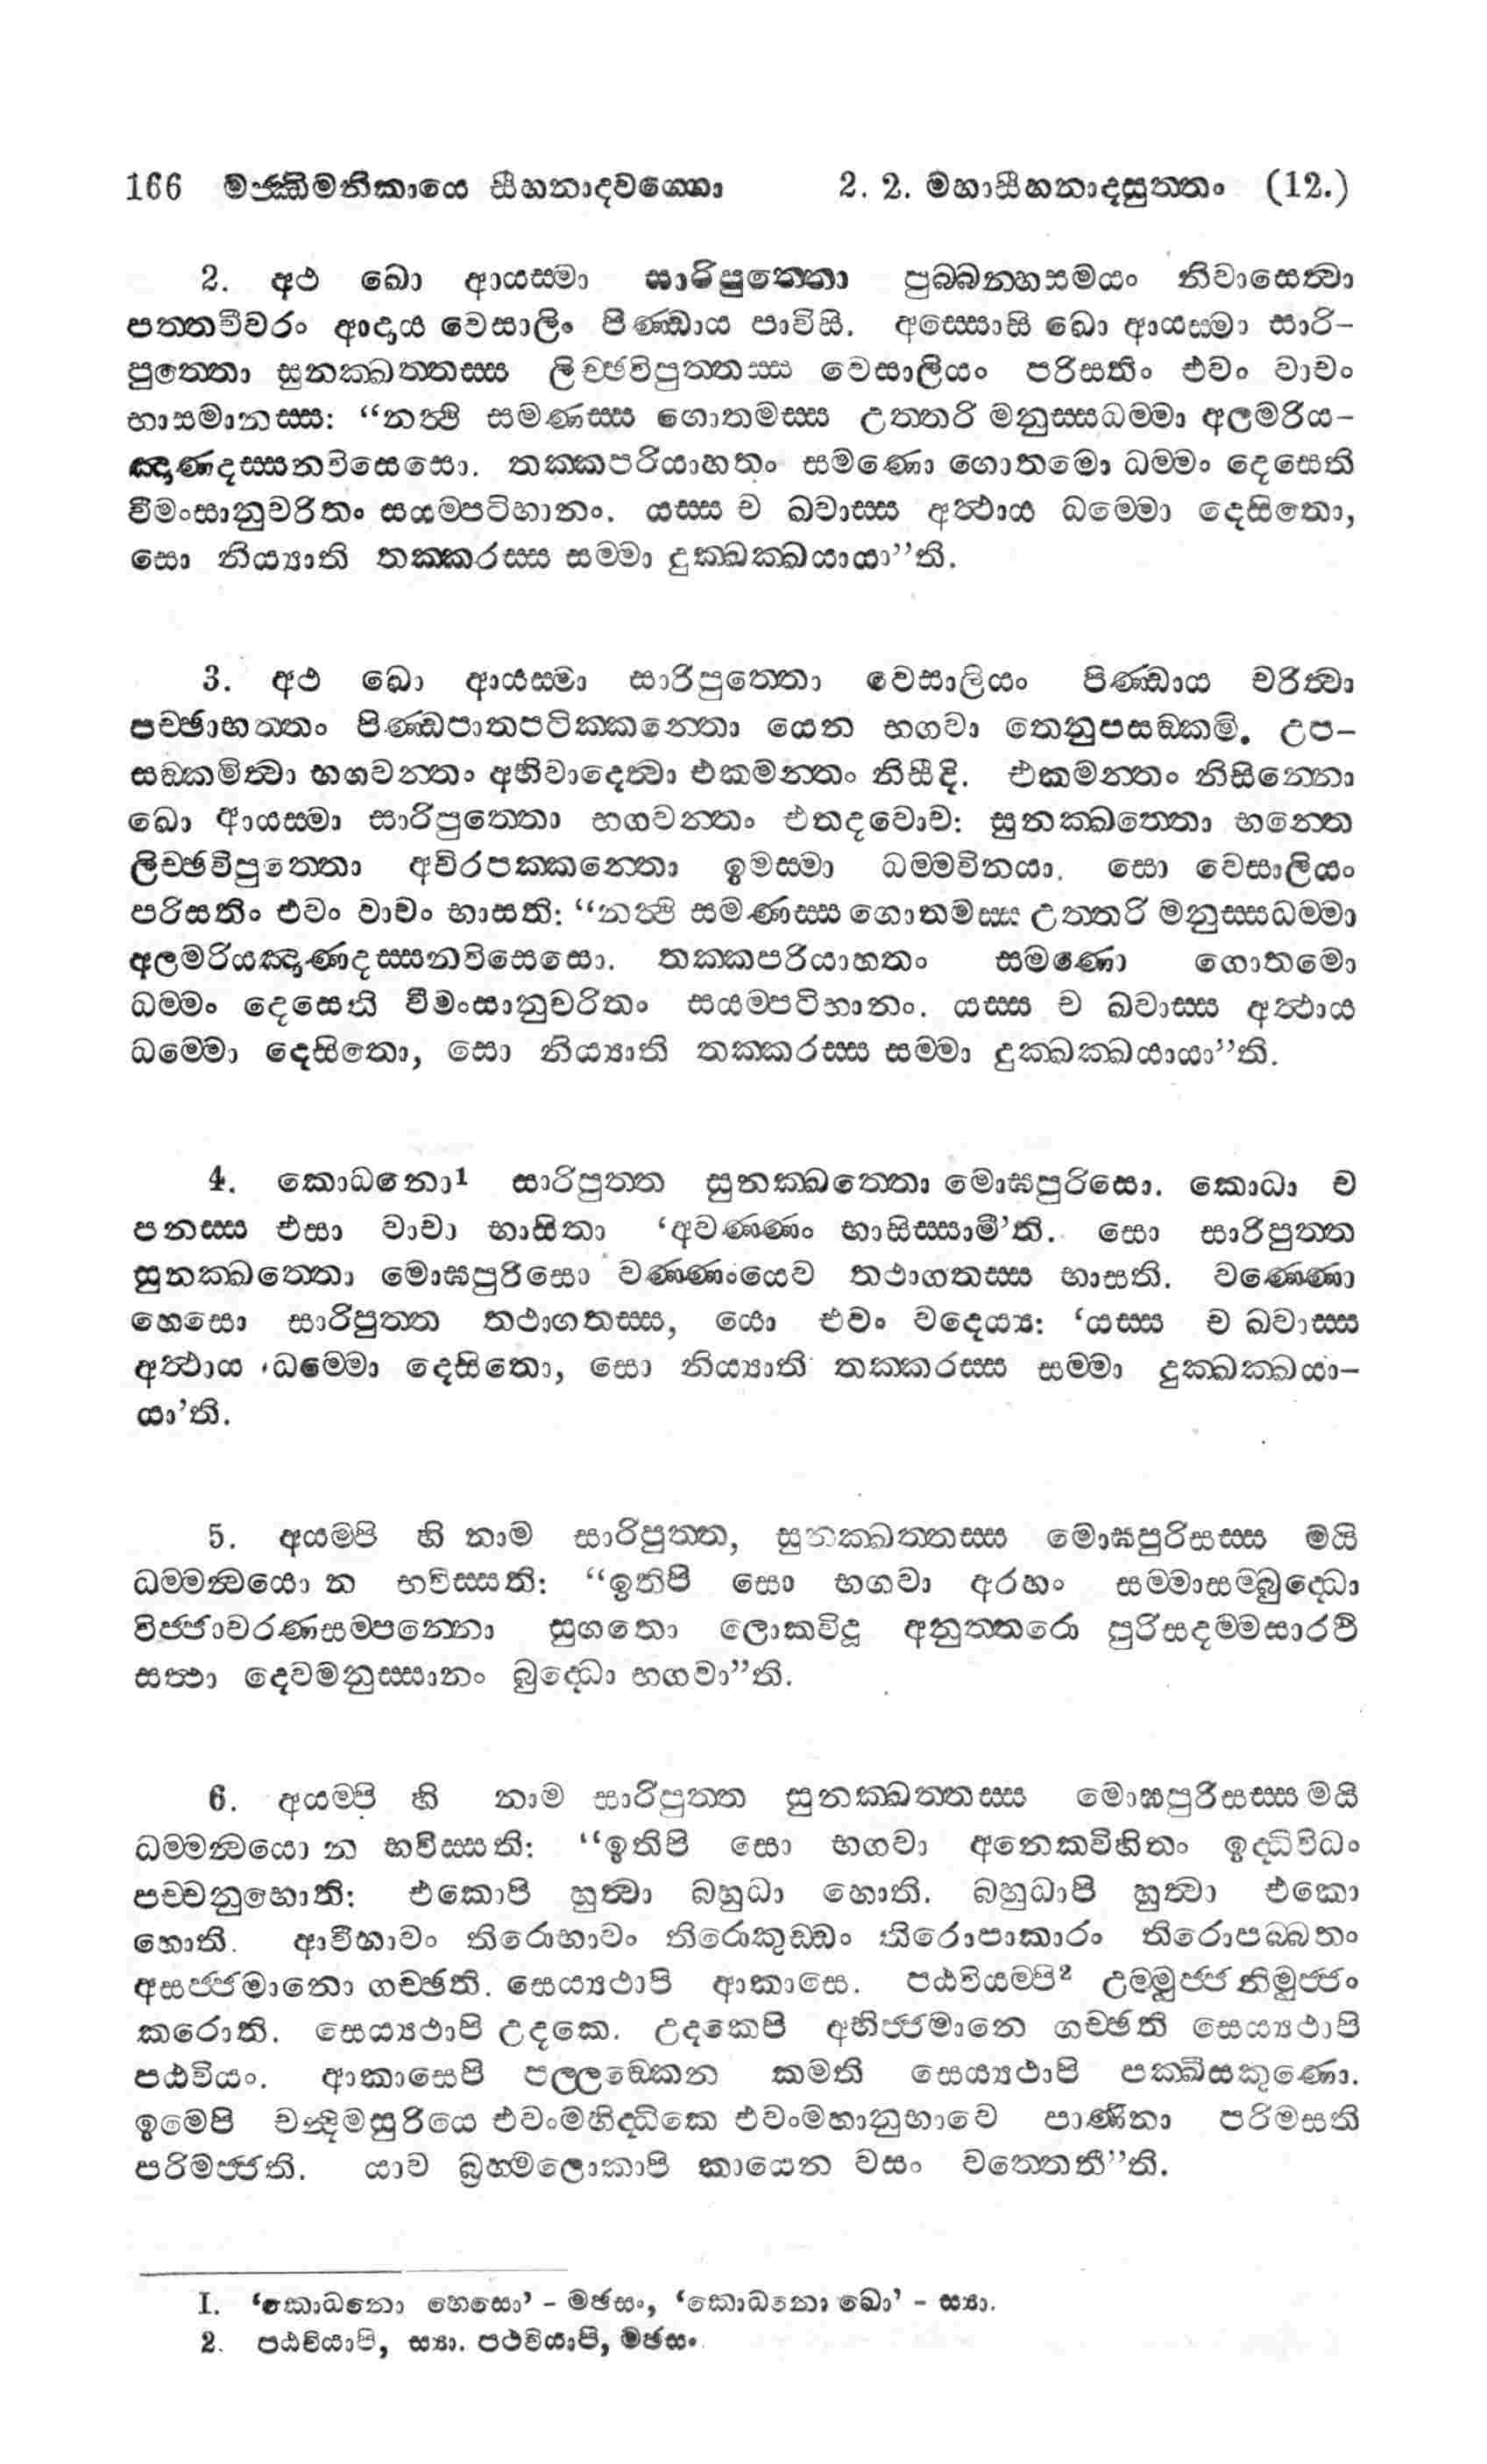 166 මජ්ඣිමනිකායෙ සීහනාදවග්ගො 2. 2. මහාසීහනාදසුත්තං (12.)
2. අථ ඛො ආයස්මා සාරිපුත්තො පුබ්බන්හසමයං නිවාසෙත්වා
පත්තචීවරං ආදාය වෙසාලිං පිණ්ඩාය පාවිසි. අස්සොසි ඛො ආයස්මා සාරි-
පුත්තො සුනක්ඛත්තස්ස ලිච්ඡවිපුත්තස්ස වෙසාලියං පරිසතිං එවං වාචං
භාසමානස්ස: “නත්ථි සමණස්ස ගොතමස්ස උත්තරි මනුස්සධම්මා අලමරිය-
ඤාණදස්සනවිසෙසො. තක්කපරියාහතං සමණො ගොතමො ධම්මං දෙසෙති
වීමංසානුචරිතං සයම්පටිභානං. යස්ස ච ඛ්වාස්ස අත්ථාය ධම්මො දෙසිතො,
සො නිය්‍යාති තක්කරස්ස සම්මා දුක්ඛක්ඛයායා”ති.
3. අථ ඛො ආයස්මා සාරිපුත්තො වෙසාලියං පිණ්ඩාය චරිත්වා
පච්ඡාභත්තං පිණ්ඩපාතපටික්කන්තො යෙන භගවා තෙනුපසඞ්කමි. උප-
සඞ්කමිත්වා භගවන්තං අභිවාදෙත්වා එකමන්තං නිසීදි. එකමන්තං නිසින්නො
ඛො ආයස්මා සාරිපුත්තො භගවන්තං එතදවොච: සුනක්ඛත්තො භන්තෙ
ලිච්ඡවිපුත්තො අචිරපක්කන්තො ඉමස්මා ධම්මවිනයා. සො වෙසාලියං
පරිසතිං එවං වාචං භාසති: “නත්ථි සමණස්ස ගොතමස්ස උත්තරි මනුස්සධම්මා
අලමරියඤාණදස්සනවිසෙසො. තක්කපරියාහතං සමණො ගොතමො
ධම්මං දෙසෙති වීමංසානුචරිතං සයම්පටිභානං. යස්ස ච ඛ්වාස්ස අත්ථාය
ධම්මො දෙසිතො, සො නිය්‍යාති තක්කරස්ස සම්මා දුක්ඛක්ඛයායා”ති.
4. කොධනො1 සාරිපුත්ත සුනක්ඛත්තො මොඝපුරිසො. කොධා ච
පනස්ස එසා වාචා භාසිතා ‘අවණ්ණං භාසිස්සාමී’ති. සො සාරිපුත්ත
සුනක්ඛත්තො මොඝපුරිසො වණ්ණංයෙව තථාගතස්ස භාසති. වණ්ණො
හෙසො සාරිපුත්ත තථාගතස්ස, යො එවං වදෙය්‍ය: ‘යස්ස ච ඛ්වාස්ස
අත්ථාය ධම්මො දෙසිතො, සො නිය්‍යාති තක්කරස්ස සම්මා දුක්ඛක්ඛයා-
යා’ති.
5. අයම්පි හි නාම සාරිපුත්ත, සුනක්ඛත්තස්ස මොඝපුරිසස්ස මයි
ධම්මන්වයො න භවිස්සති: “ඉතිපි සො භගවා අරහං සම්මාසම්බුද්ධො
විජ්ජාචරණසම්පන්නො සුගතො ලොකවිදූ අනුත්තරො පුරිසදම්මසාරථි
සත්ථා දෙවමනුස්සානං බුද්ධො භගවා”ති.
6. අයම්පි හි නාම සාරිපුත්ත සුනක්ඛත්තස්ස මොඝපුරිසස්ස මයි
ධම්මන්වයො න භවිස්සති: “ඉතිපි සො භගවා අනෙකවිහිතං ඉද්ධිවිධං
පච්චනුභොති: එකොපි හුත්වා බහුධා හොති. බහුධාපි හුත්වා එකො
හොති. ආවීභාවං තිරොභාවං තිරොකුඩ්ඩං තිරොපාකාරං තිරොපබ්බතං
අසජ්ජමානො ගච්ඡති. සෙය්‍යථාපි ආකාසෙ. පඨවියම්පි2 උම්මුජ්ජනිමුජ්ජං
කරොති. සෙය්‍යථාපි උදකෙ. උදකෙපි අභිජ්ජමානෙ ගච්ඡති සෙය්‍යථාපි
පඨවියං. ආකාසෙපි පල්ලඞ්කෙන කමති සෙය්‍යථාපි පක්ඛීසකුණො.
ඉමෙපි චන්දිමසුරියෙ එවංමහිද්ධිකෙ එවංමහානුභාවෙ පාණිනා පරිමසති
පරිමජ්ජති. යාව බ්‍රහ්මලොකාපි කායෙන වසං වත්තෙතී”ති.
1. ‘කොධනො හෙසො’ - මඡසං, ‘කොධනො ඛො’ - ස්‍යා.
2. පඨවියාපි, ස්‍යා. පථවියාපි, මඡසං